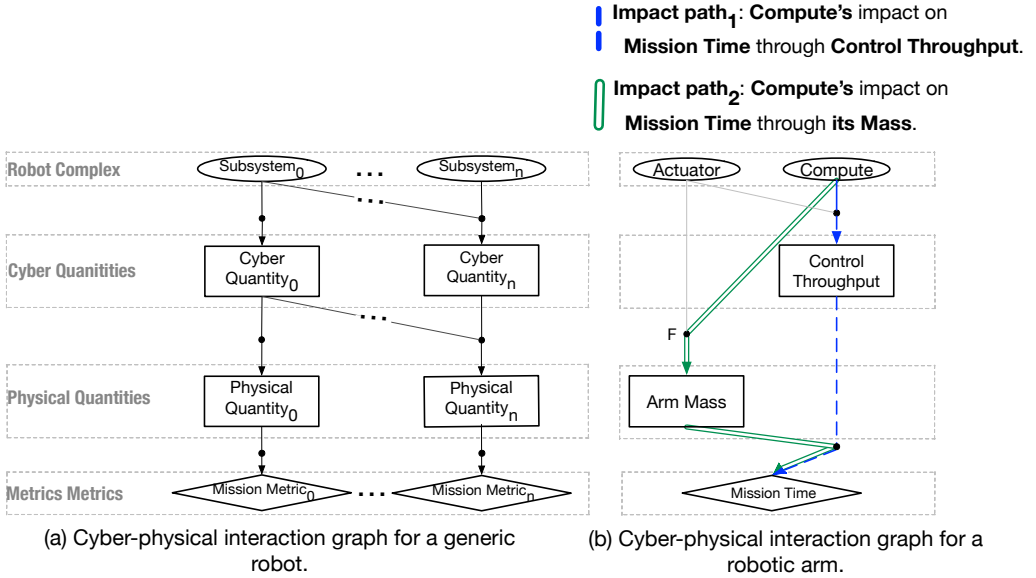 Impact path1: Compute's impact on
Mission Time through Control Throughput.
Impact path2: Compute's impact on
Mission Time through its Mass.
Robot Complex
Subsystem0
...
Subsystemn
...
Cyber Quanitities
Cyber
Quantity0
Cyber
Quantityn
...
Physical Quantities
Physical
Quantity0
Physical
Quantityn
Metrics Metrics
Mission Metric0
...
Mission Metricn
(a) Cyber-physical interaction graph for a generic
robot.
Actuator
Compute
Control
Throughput
F
Arm Mass
Mission Time
(b) Cyber-physical interaction graph for a
robotic arm.